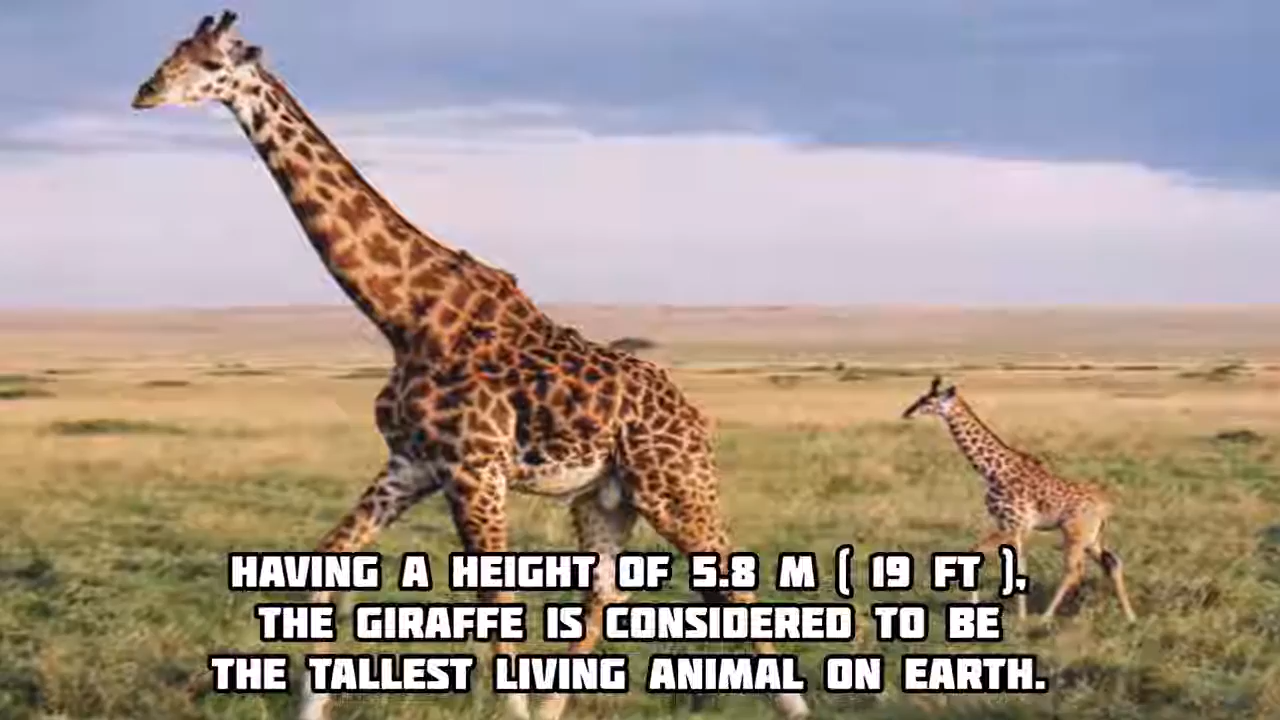 HAVING A HEIGHT OF 5.8 M ( 19 FT ),
THE GIRAFFE IS CONSIDERED TO BE
THE TALLEST LIVING ANIMAL ON EARTH.